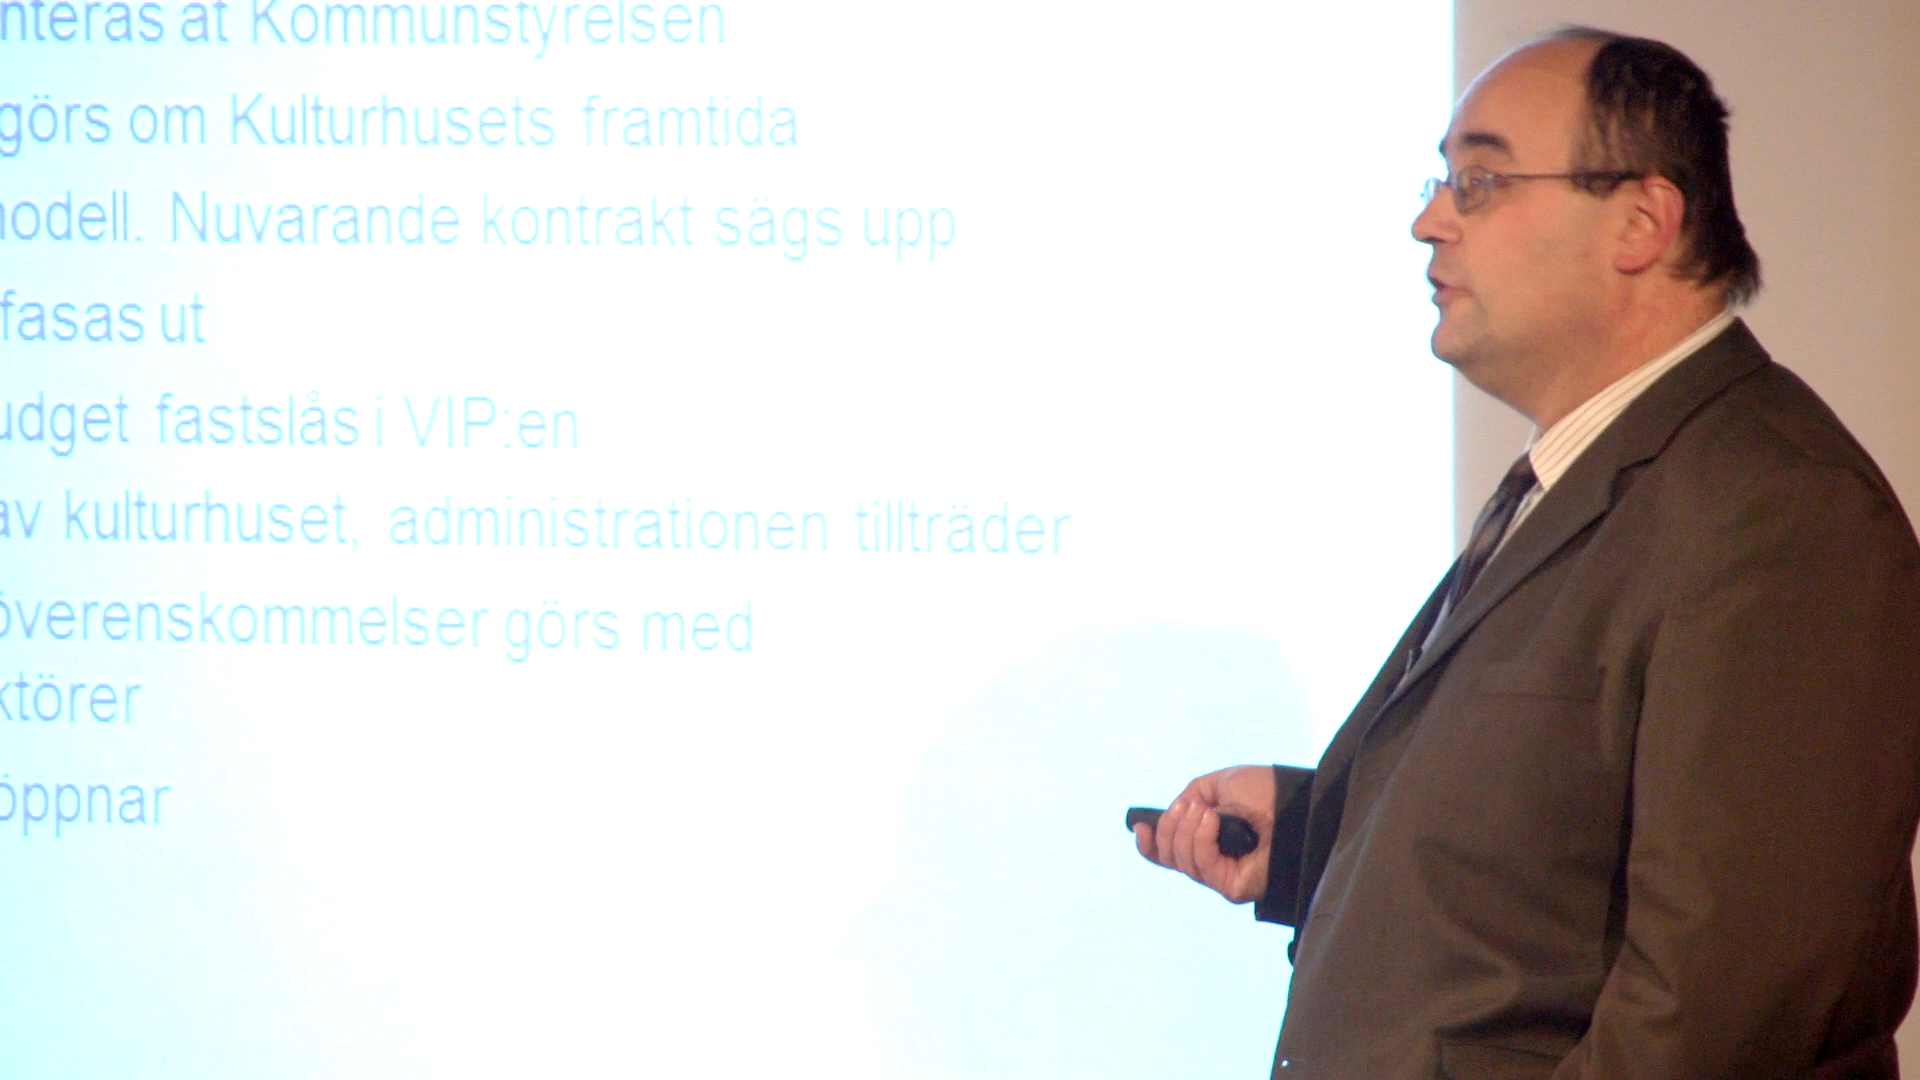 nteras åt Kommunstyrelsen
görs om Kulturhusets framtida
nodell. Nuvarande kontrakt sägs upp
fasas ut
udget fastslås i VIP:en
av kulturhuset, administrationen tillträder
överenskommelser görs med
ktörer
öppnar